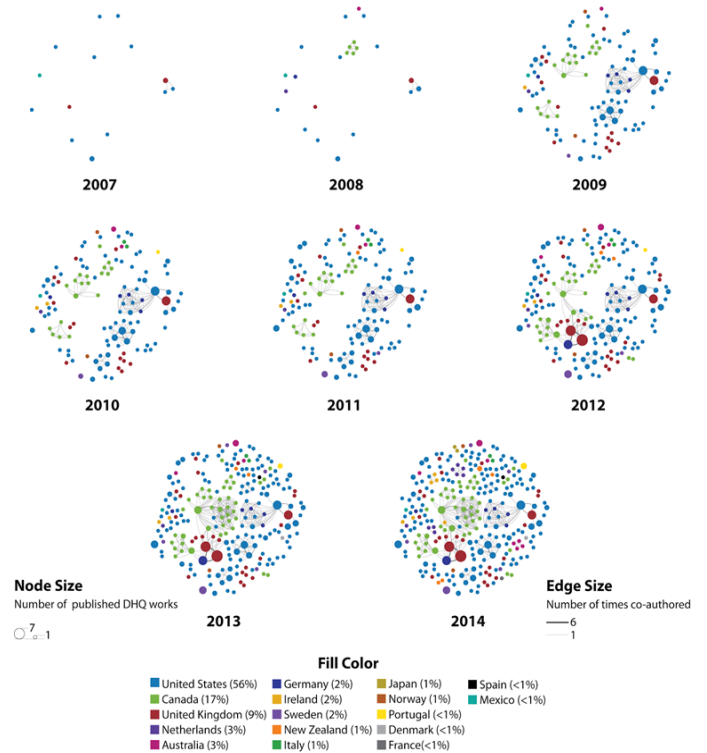 2007
2008
2009
2010
2011
2012
2013
2014
Node Size
Number of published DHQ works
7
1
Edge Size
Number of times co-authored
6
1
Fill Color
United States (56%)
Canada (17%)
United Kingdom (9%)
Netherlands (3%)
Australia (3%)
Germany (2%)
Ireland (2%)
Sweden (2%)
New Zealand (1%)
Italy (1%)
Japan (1%)
Norway (1%)
Portugal (<1%)
Denmark (<1%)
France(<1%)
Spain (<1%)
Mexico (<1%)